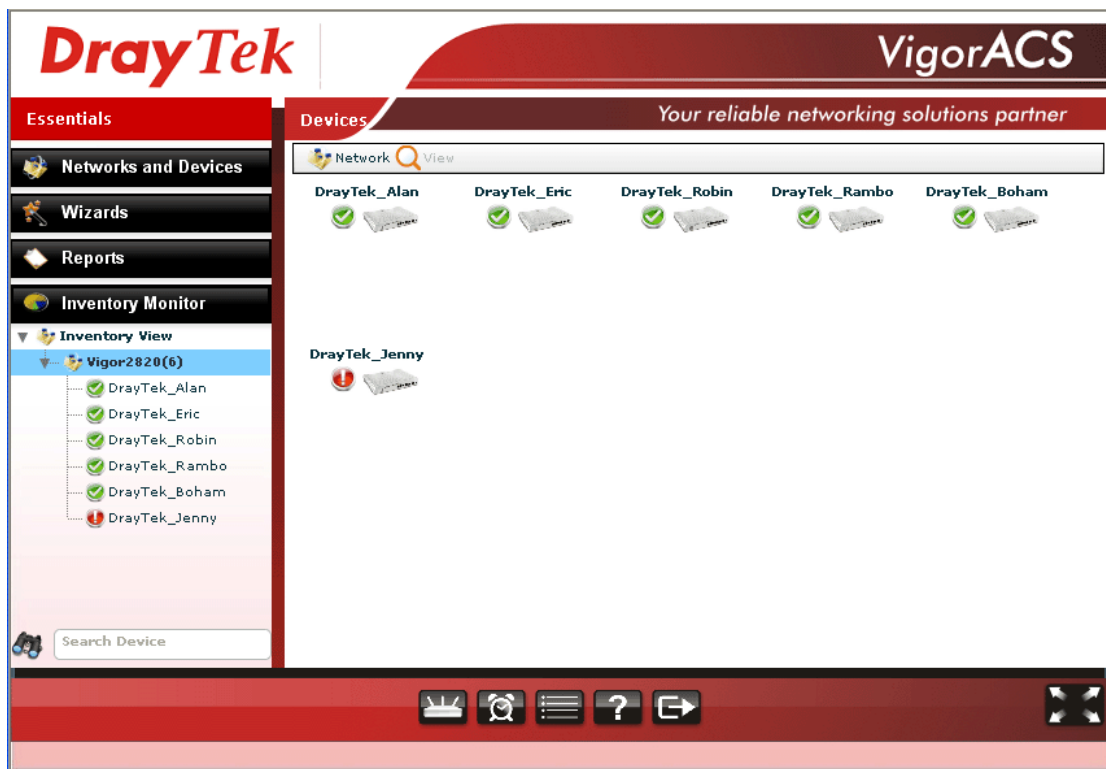 DrayTek
VigorACS
Essentials
Devices
Your reliable networking solutions partner
Networks and Devices
Wizards
Reports
Inventory Monitor
Inventory View
Vigor2820(6)
DrayTek_Alan
DrayTek_Eric
DrayTek_Robin
DrayTek_Rambo
DrayTek_Boham
DrayTek_Jenny
Search Device
Network View
DrayTek_Alan DrayTek_Eric DrayTek_Robin DrayTek_Rambo DrayTek_Boham
DrayTek_Jenny
?